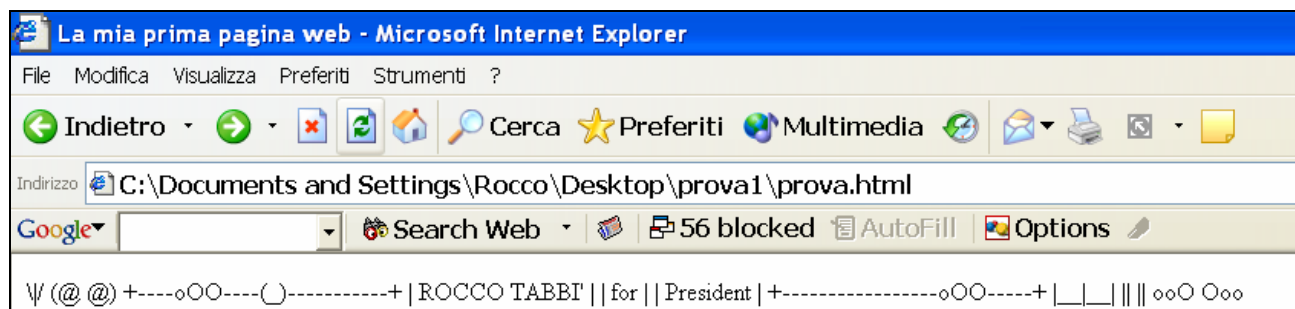 La mia prima pagina web - Microsoft Internet Explorer
File Modifica Visualizza Preferiti Strumenti ?
Indietro Cerca Preferiti Multimedia
Indirizzo C:\Documents and Settings\Rocco\Desktop\prova1\prova.html
Google Search Web 56 blocked AutoFill Options
\|/ (@ @) +----oOO----(_)-----------+ | ROCCO TABBI' | | for | | President | +-----------------oOO-----+ |__|__| || || ooO Ooo